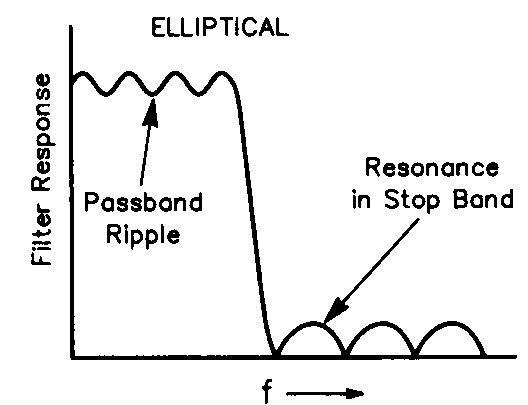 ELLIPTICAL
Filter Response
Passband
Ripple
Resonance
in Stop Band
f